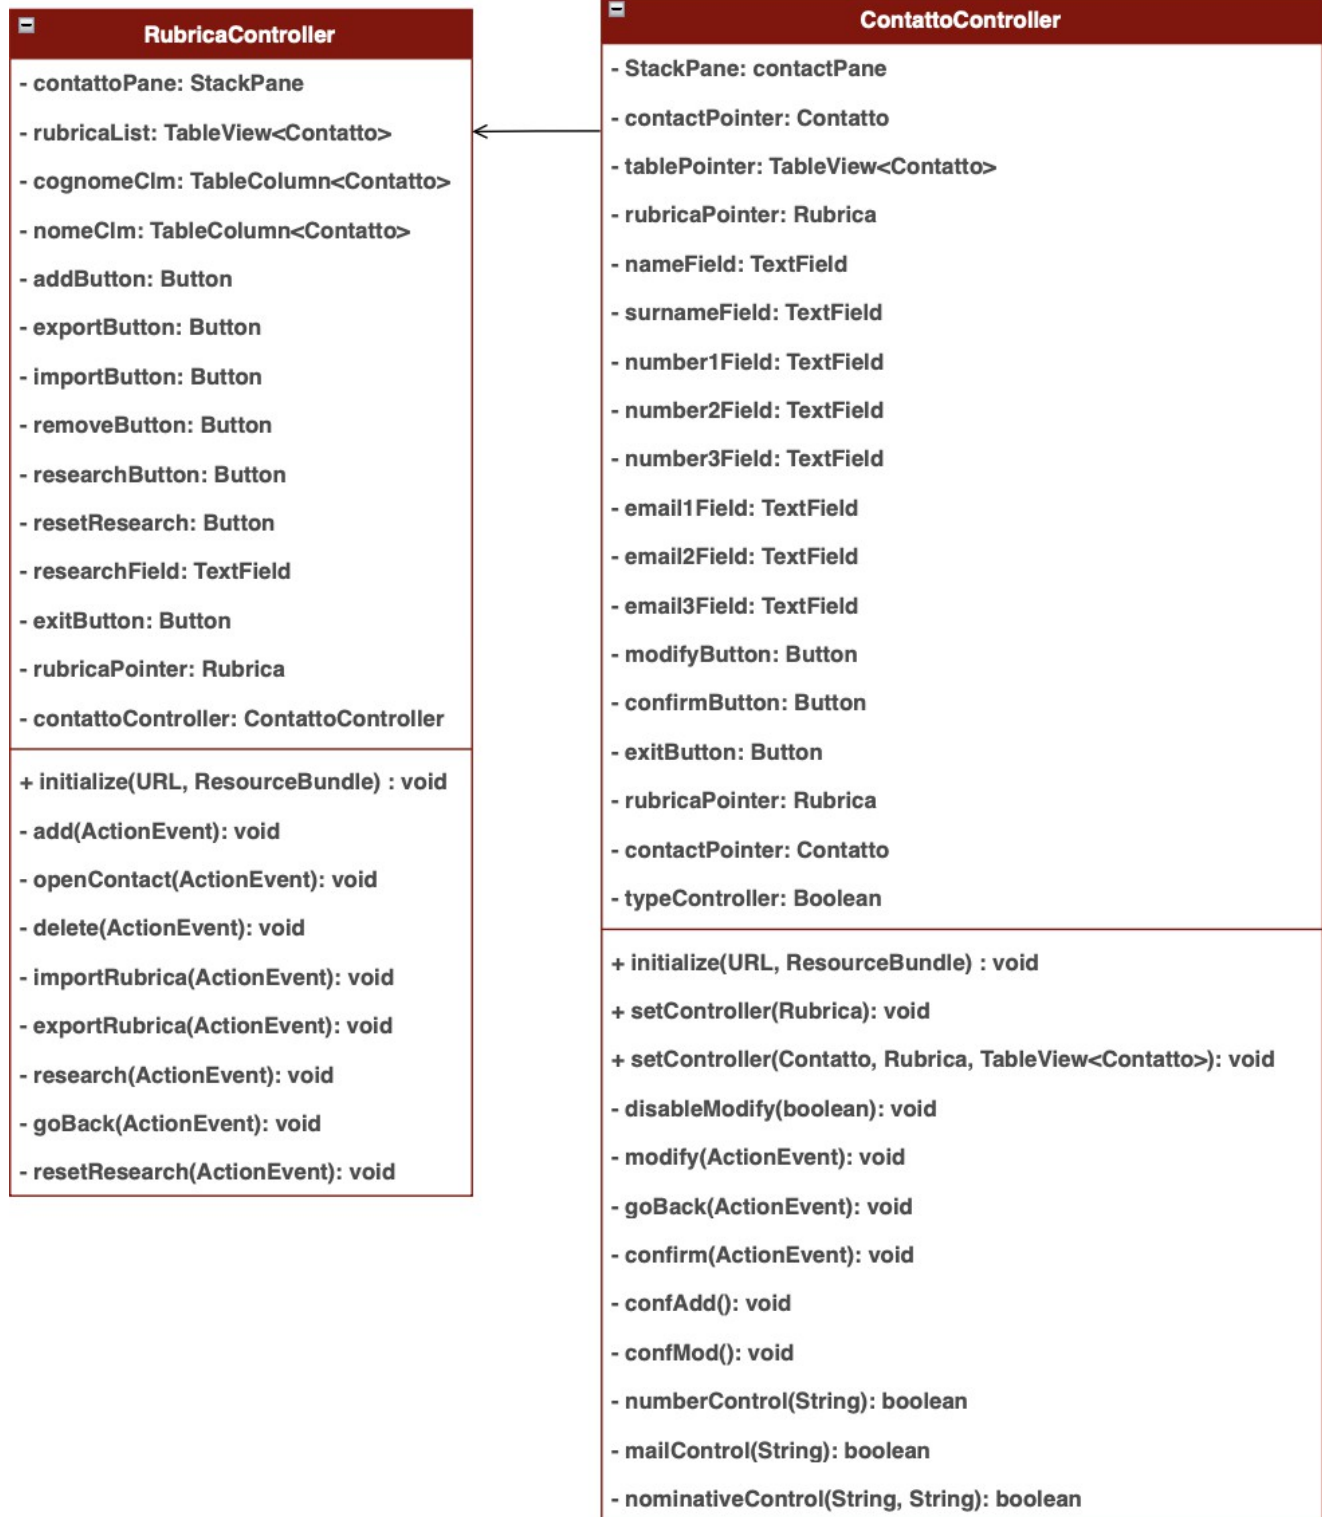 RubricaController
- contattoPane: StackPane
- rubricaList: TableView<Contatto>
- cognomeClm: TableColumn<Contatto>
- nomeClm: TableColumn<Contatto>
- addButton: Button
- exportButton: Button
- importButton: Button
- removeButton: Button
- researchButton: Button
- resetResearch: Button
- researchField: TextField
- exitButton: Button
- rubricaPointer: Rubrica
- contattoController: ContattoController
+ initialize(URL, ResourceBundle) : void
- add(ActionEvent): void
- openContact(ActionEvent): void
- delete(ActionEvent): void
- importRubrica(ActionEvent): void
- exportRubrica(ActionEvent): void
- research(ActionEvent): void
- goBack(ActionEvent): void
- resetResearch(ActionEvent): void
ContattoController
- StackPane: contactPane
- contactPointer: Contatto
- tablePointer: TableView<Contatto>
- rubricaPointer: Rubrica
- nameField: TextField
- surnameField: TextField
- number1Field: TextField
- number2Field: TextField
- number3Field: TextField
- email1Field: TextField
- email2Field: TextField
- email3Field: TextField
- modifyButton: Button
- confirmButton: Button
- exitButton: Button
- rubricaPointer: Rubrica
- contactPointer: Contatto
- typeController: Boolean
+ initialize(URL, ResourceBundle) : void
+ setController(Rubrica): void
+ setController(Contatto, Rubrica, TableView<Contatto>): void
- disableModify(boolean): void
- modify(ActionEvent): void
- goBack(ActionEvent): void
- confirm(ActionEvent): void
- confAdd(): void
- confMod(): void
- numberControl(String): boolean
- mailControl(String): boolean
- nominativeControl(String, String): boolean